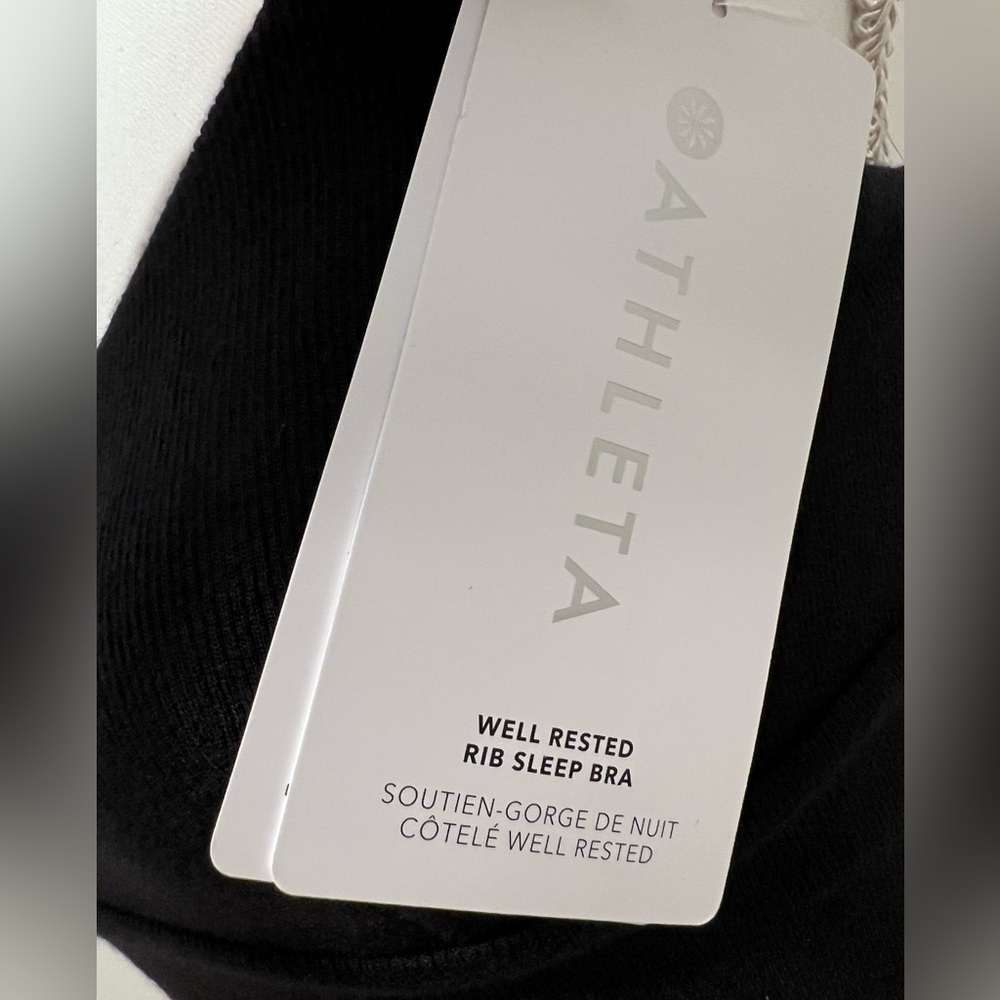 ATHLETA
WELL RESTED
RIB SLEEP BRA
SOUTIEN-GORGE DE NUIT
CÔTELÉ WELL RESTED